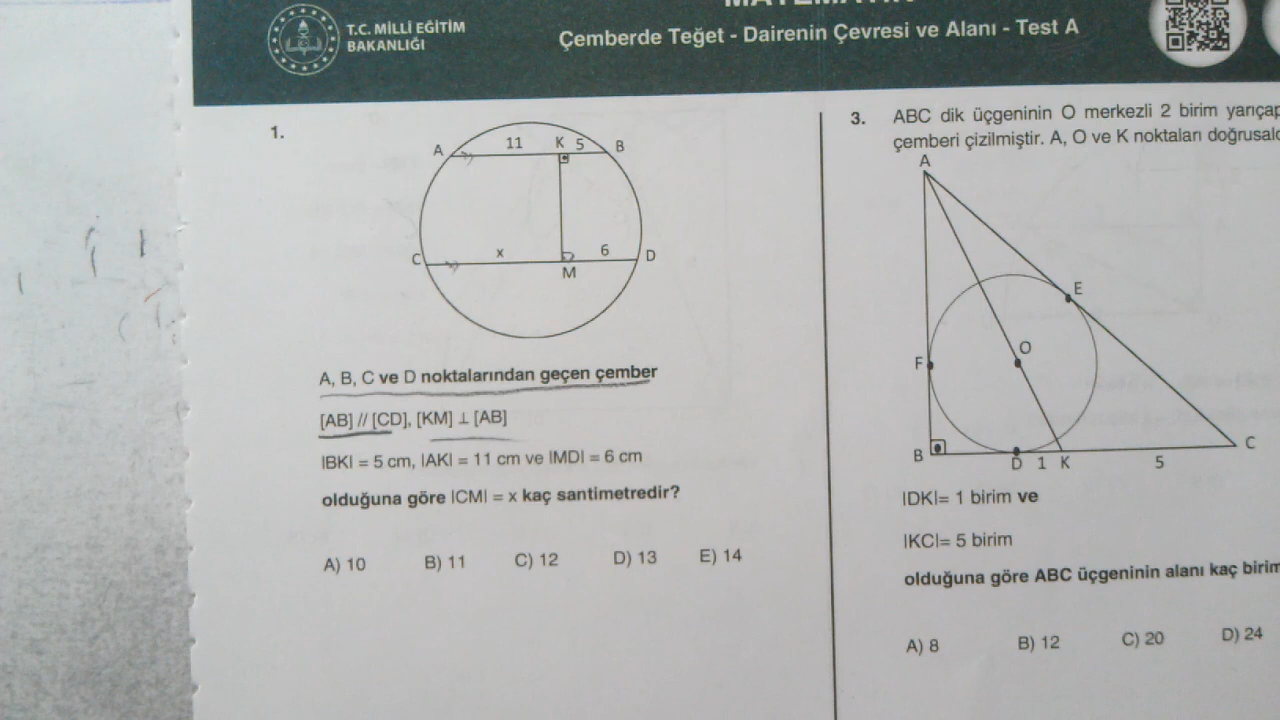 T.C. MİLLİ EĞİTİM
BAKANLIĞI
Çemberde Teğet - Dairenin Çevresi ve Alanı - Test A
1.
A 11 K 5 B
C x M 6 D
A, B, C ve D noktalarından geçen çember
[AB] // [CD], [KM] ⊥ [AB]
|BK| = 5 cm, |AK| = 11 cm ve |MD| = 6 cm
olduğuna göre |CM| = x kaç santimetredir?
A) 10 B) 11 C) 12 D) 13 E) 14
3. ABC dik üçgeninin O merkezli 2 birim yarıçap
çemberi çizilmiştir. A, O ve K noktaları doğrusald
A
E
F O
B D 1 K 5 C
|DK|= 1 birim ve
|KC|= 5 birim
olduğuna göre ABC üçgeninin alanı kaç birim
A) 8 B) 12 C) 20 D) 24